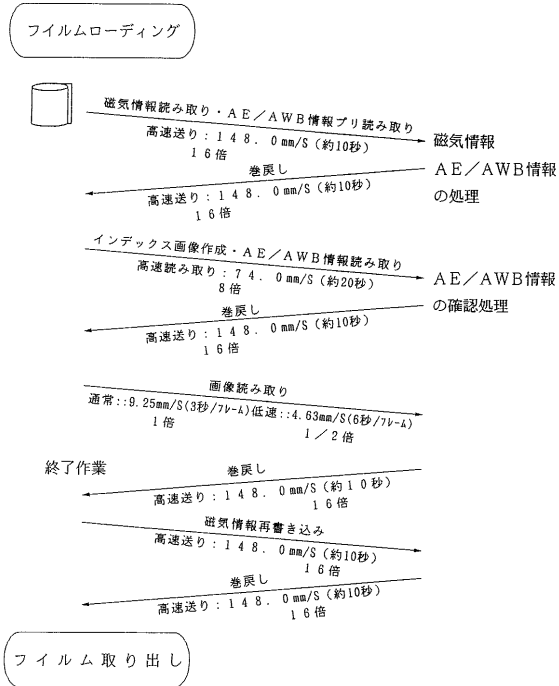 フイルムローディング
磁気情報読み取り・AE／AWB情報プリ読み取り
高速送り：148．0mm/S（約10秒）
16倍
磁気情報
巻戻し
高速送り：148．0mm/S（約10秒）
16倍
AE／AWB情報
の処理
インデックス画像作成・AE／AWB情報読み取り
高速読み取り：74．0mm/S（約20秒）
8倍
AE／AWB情報
の確認処理
巻戻し
高速送り：148．0mm/S（約10秒）
16倍
画像読み取り
通常::9.25mm/S(3秒/フレーム)低速::4.63mm/S(6秒/フレーム)
1倍 1／2倍
終了作業
巻戻し
高速送り：148．0mm/S（約10秒）
16倍
磁気情報再書き込み
高速送り：148．0mm/S（約10秒）
16倍
巻戻し
高速送り：148．0mm/S（約10秒）
16倍
フイルム取り出し